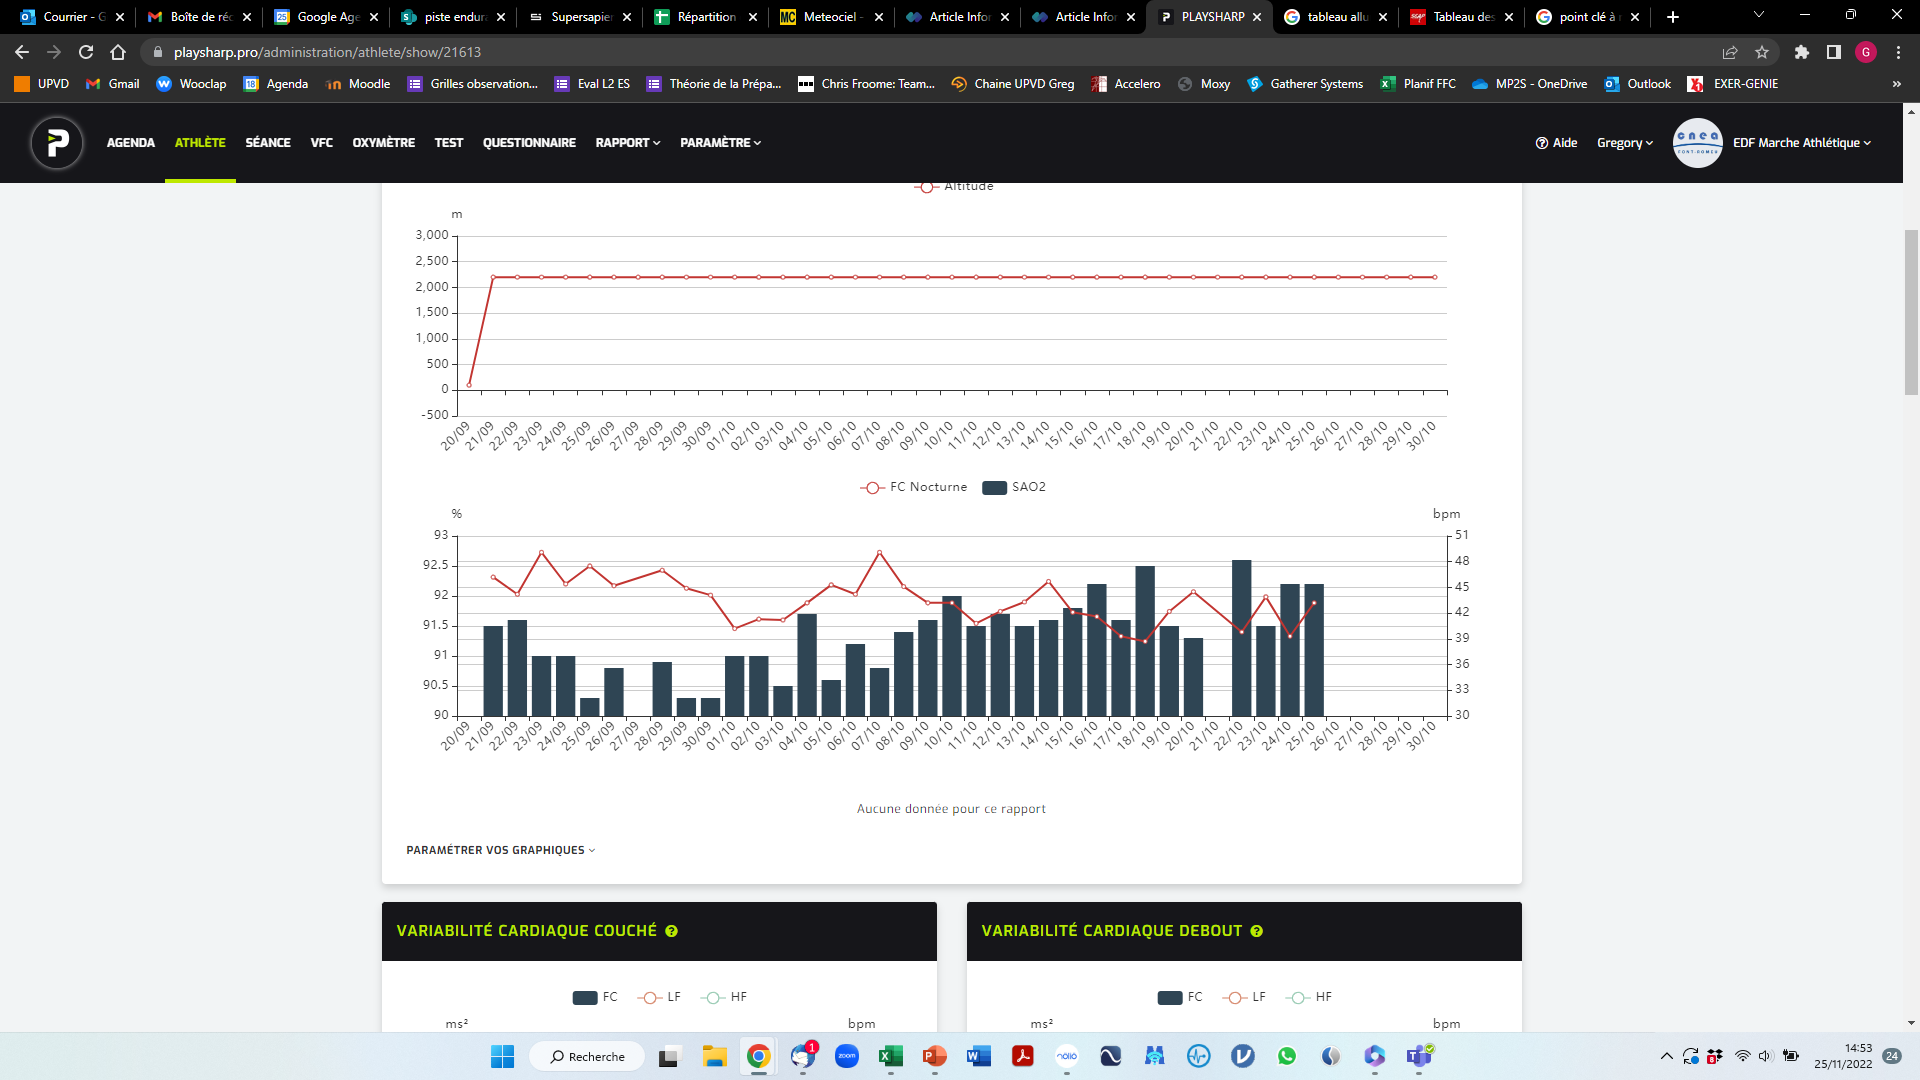 Courrier - G
Boîte de réc
Google Age
piste endur
Supersapie
Répartition
Meteociel -
Article Infor
Article Infor
PLAYSHARP
tableau allu
Tableau des
point clé à
playsharp.pro/administration/athlete/show/21613
UPVD
Gmail
Wooclap
Agenda
Moodle
Grilles observation...
Eval L2 ES
Théorie de la Prépa...
Chris Froome: Team...
Chaine UPVD Greg
Accelero
Moxy
Gatherer Systems
Planif FFC
MP2S - OneDrive
Outlook
EXER-GENIE
»
AGENDA ATHLÈTE SÉANCE VFC OXYMÈTRE TEST QUESTIONNAIRE RAPPORT PARAMÈTRE
Aide Gregory
cnea
FONT-ROMEU
EDF Marche Athlétique
Altitude
m
3,000
2,500
2,000
1,500
1,000
500
0
-500
20/09 21/09 22/09 23/09 24/09 25/09 26/09 27/09 28/09 29/09 30/09 01/10 02/10 03/10 04/10 05/10 06/10 07/10 08/10 09/10 10/10 11/10 12/10 13/10 14/10 15/10 16/10 17/10 18/10 19/10 20/10 21/10 22/10 23/10 24/10 25/10 26/10 27/10 28/10 29/10 30/10
FC Nocturne SAO2
% bpm
93 51
92.5 48
92 45
91.5 42
91 39
90.5 36
90 33
30
20/09 21/09 22/09 23/09 24/09 25/09 26/09 27/09 28/09 29/09 30/09 01/10 02/10 03/10 04/10 05/10 06/10 07/10 08/10 09/10 10/10 11/10 12/10 13/10 14/10 15/10 16/10 17/10 18/10 19/10 20/10 21/10 22/10 23/10 24/10 25/10 26/10 27/10 28/10 29/10 30/10
Aucune donnée pour ce rapport
PARAMÉTRER VOS GRAPHIQUES
VARIABILITÉ CARDIAQUE COUCHÉ
FC LF HF
ms² bpm
VARIABILITÉ CARDIAQUE DEBOUT
FC LF HF
ms² bpm
Recherche
1
zoom
nolio
14:53
25/11/2022
24